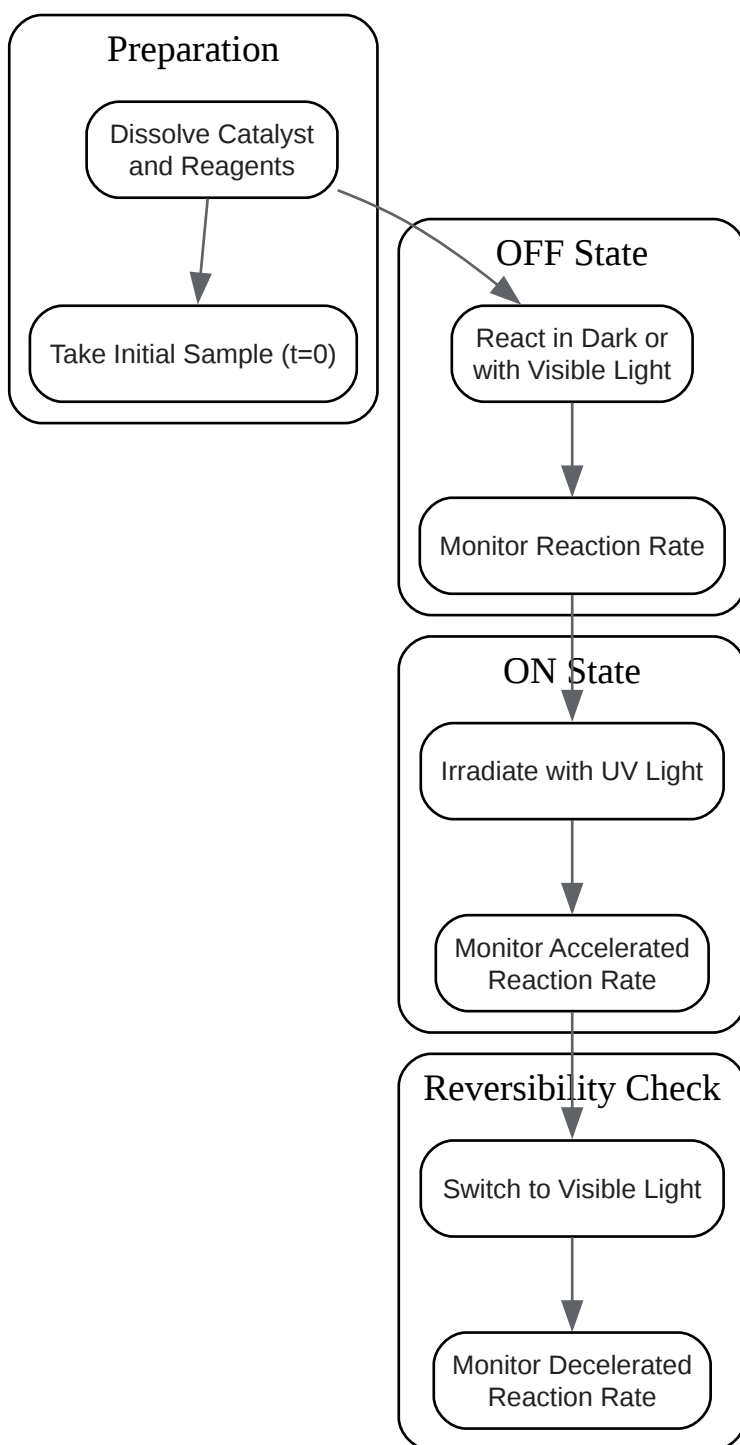 Preparation
Dissolve Catalyst
and Reagents
Take Initial Sample (t=0)
OFF State
React in Dark or
with Visible Light
Monitor Reaction Rate
ON State
Irradiate with UV Light
Monitor Accelerated
Reaction Rate
Reversibility Check
Switch to Visible Light
Monitor Decelerated
Reaction Rate